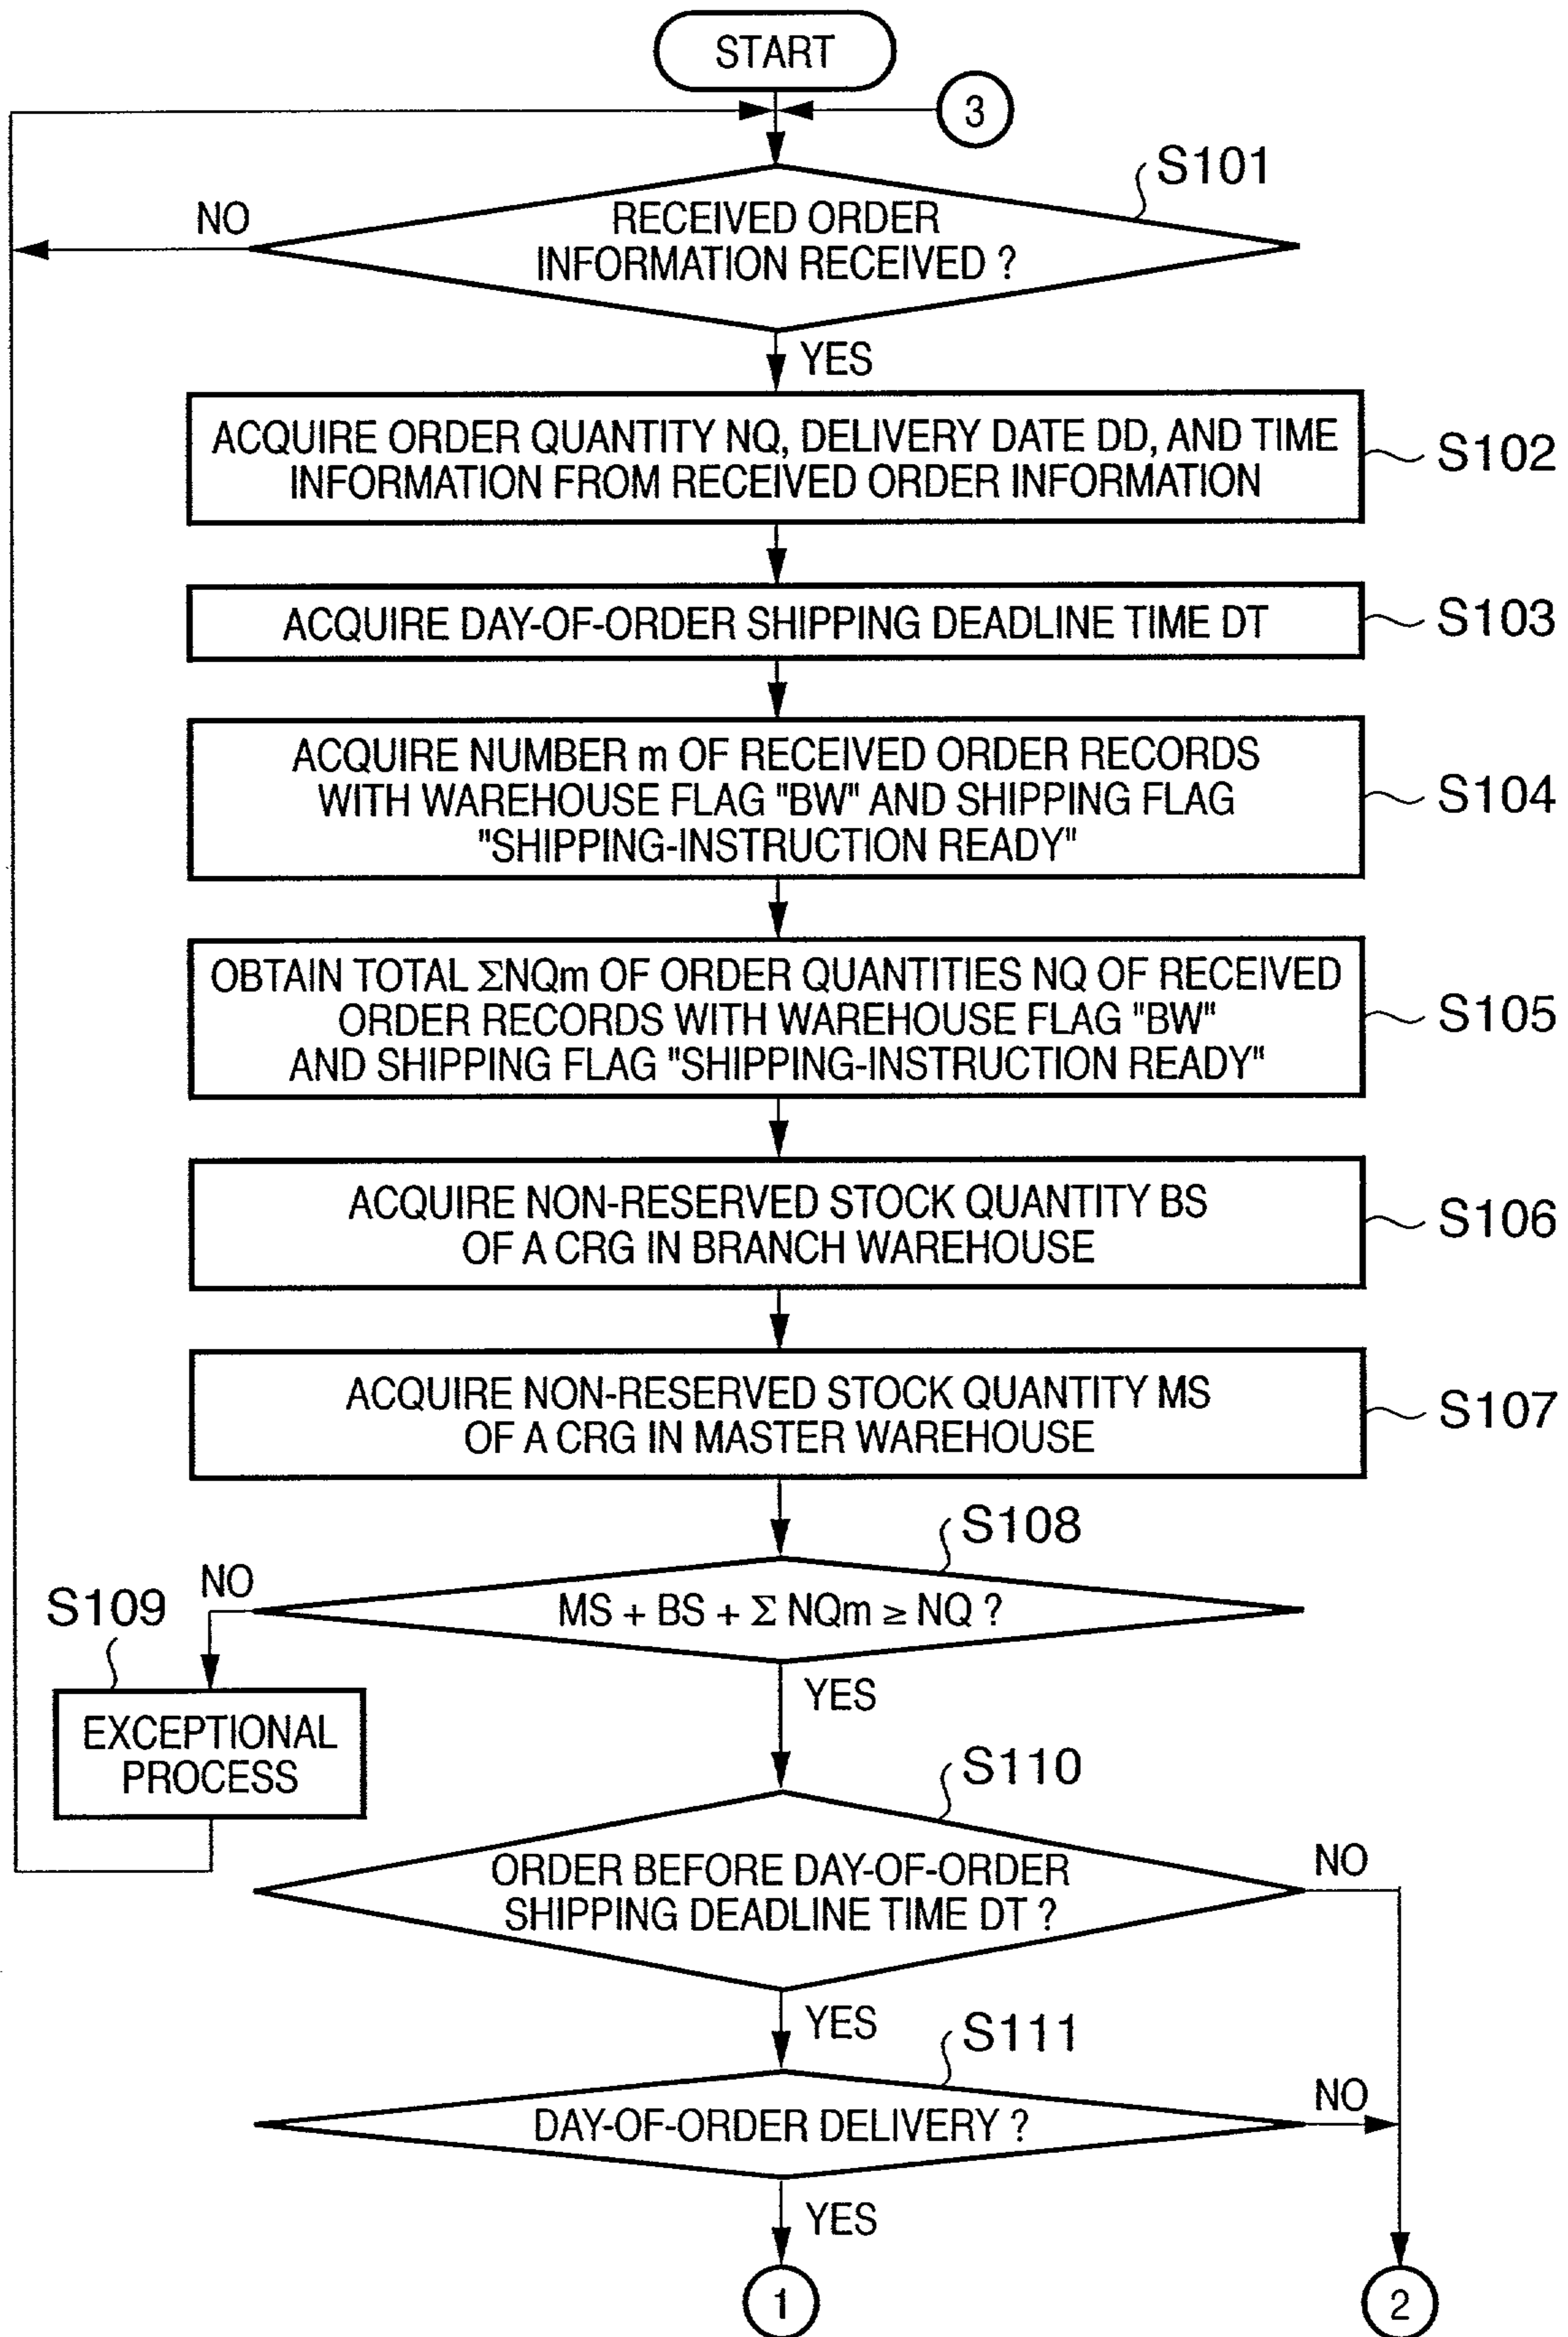 START
3
S101
NO
RECEIVED ORDER
INFORMATION RECEIVED ?
YES
ACQUIRE ORDER QUANTITY NQ, DELIVERY DATE DD, AND TIME
INFORMATION FROM RECEIVED ORDER INFORMATION
S102
ACQUIRE DAY-OF-ORDER SHIPPING DEADLINE TIME DT
S103
ACQUIRE NUMBER m OF RECEIVED ORDER RECORDS
WITH WAREHOUSE FLAG "BW" AND SHIPPING FLAG
"SHIPPING-INSTRUCTION READY"
S104
OBTAIN TOTAL ΣNQm OF ORDER QUANTITIES NQ OF RECEIVED
ORDER RECORDS WITH WAREHOUSE FLAG "BW"
AND SHIPPING FLAG "SHIPPING-INSTRUCTION READY"
S105
ACQUIRE NON-RESERVED STOCK QUANTITY BS
OF A CRG IN BRANCH WAREHOUSE
S106
ACQUIRE NON-RESERVED STOCK QUANTITY MS
OF A CRG IN MASTER WAREHOUSE
S107
S108
NO
MS + BS + Σ NQm ≥ NQ ?
S109
YES
EXCEPTIONAL
PROCESS
S110
ORDER BEFORE DAY-OF-ORDER
SHIPPING DEADLINE TIME DT ?
NO
YES
S111
DAY-OF-ORDER DELIVERY ?
NO
YES
1
2